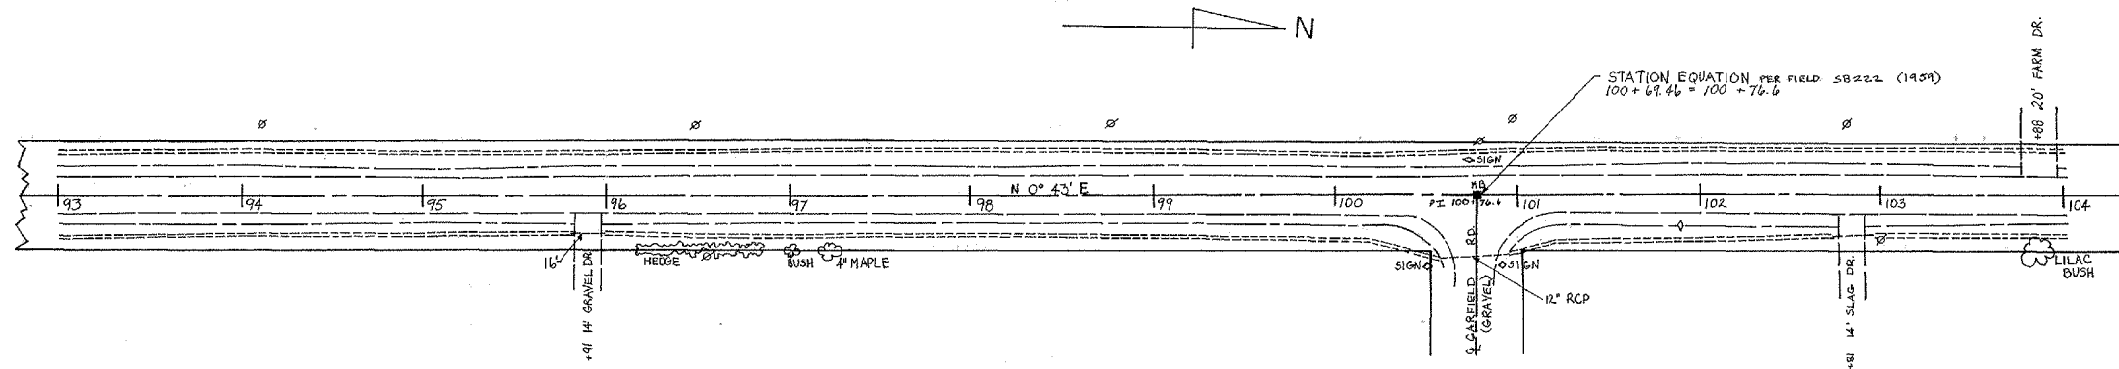 N
STATION EQUATION PER FIELD SB222 (1959)
100 + 69.46 = 100 + 76.6
+88 20' FARM DR.
SIGN
N 0° 43' E
MB
PI 100+76.6
93 94 95 96 97 98 99 100 101 102 103 104
16'
HEDGE
BUSH
4" MAPLE
SIGN
SIGN
LILAC
BUSH
12" RCP
+91 14' GRAVEL DR.
℄ GARFIELD RD.
(GRAVEL)
+81 14' SLAG DR.